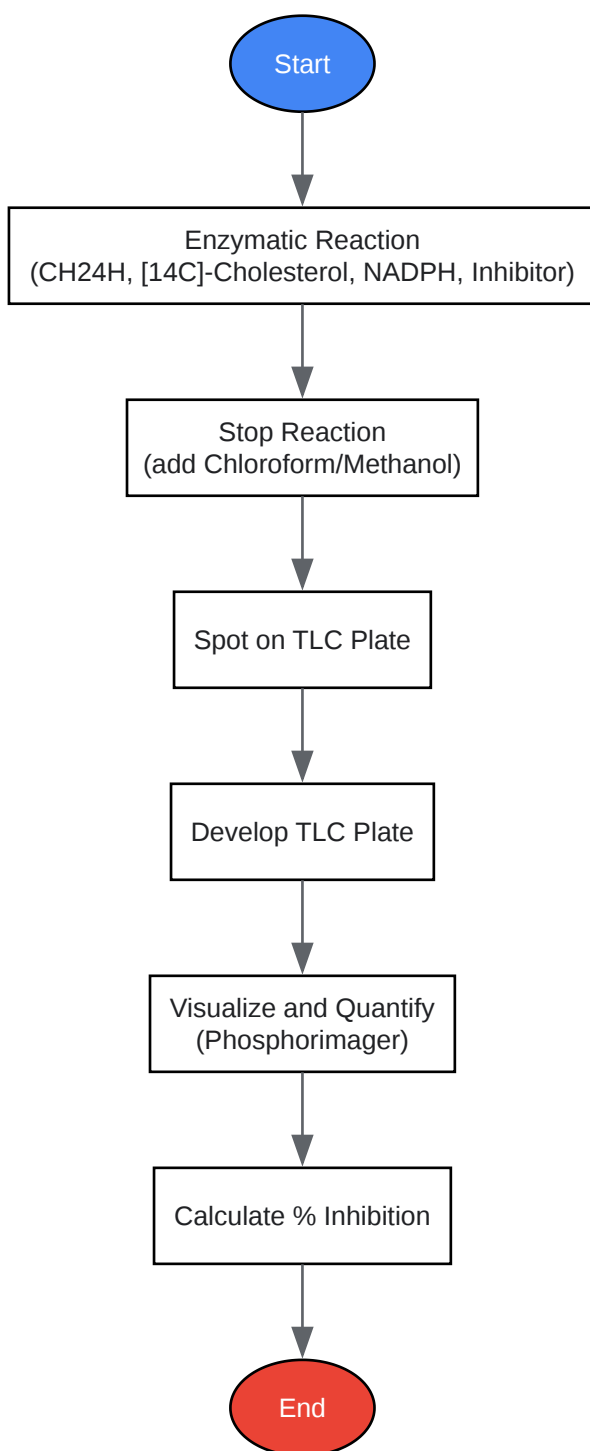 Start
Enzymatic Reaction
(CH24H, [14C]-Cholesterol, NADPH, Inhibitor)
Stop Reaction
(add Chloroform/Methanol)
Spot on TLC Plate
Develop TLC Plate
Visualize and Quantify
(Phosphorimager)
Calculate % Inhibition
End